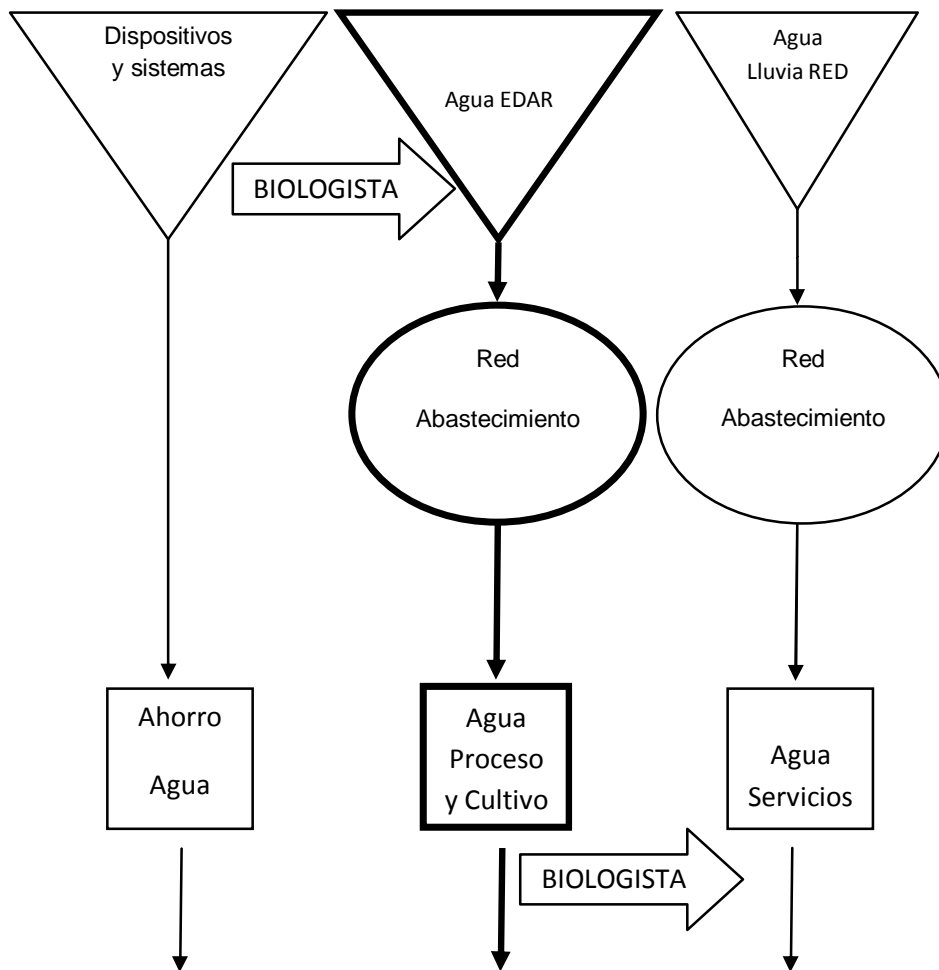 Dispositivos
y sistemas
Agua EDAR
Agua
Lluvia RED
BIOLOGISTA
Red
Abastecimiento
Red
Abastecimiento
Ahorro
Agua
Agua
Proceso
y Cultivo
Agua
Servicios
BIOLOGISTA